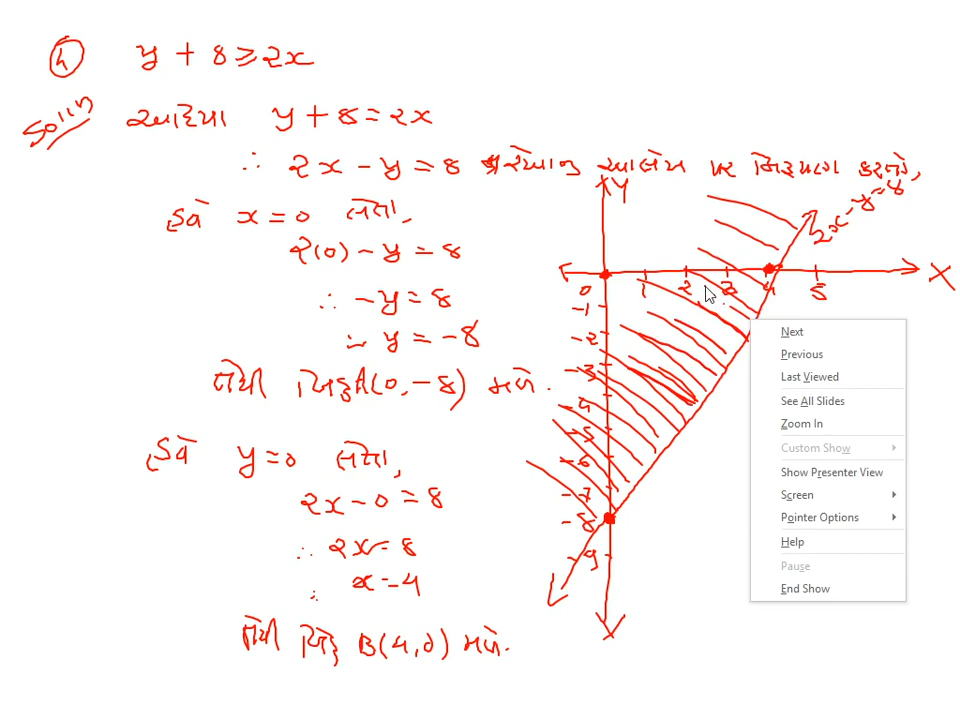 (h) y + 8 ≥ 2x
Soln y + 8 = 2x
∴ 2x - y = 8 પર નિરૂપણ કરતાં,
હવે x = 0 લેતા,
2(0) - y = 8
∴ -y = 8
∴ y = -8
તેથી A(0, -8) મળે.
હવે y = 0 લેતા,
2x - 0 = 8
∴ 2x = 8
∴ x = 4
તેથી બિંદુ B(4,0) મળે.
Y
2x - y = 8
X
0 1 2 3 4 5
-1
-2
-3
-4
-5
-6
-7
-8
-9
Next
Previous
Last Viewed
See All Slides
Zoom In
Custom Show
Show Presenter View
Screen
Pointer Options
Help
Pause
End Show